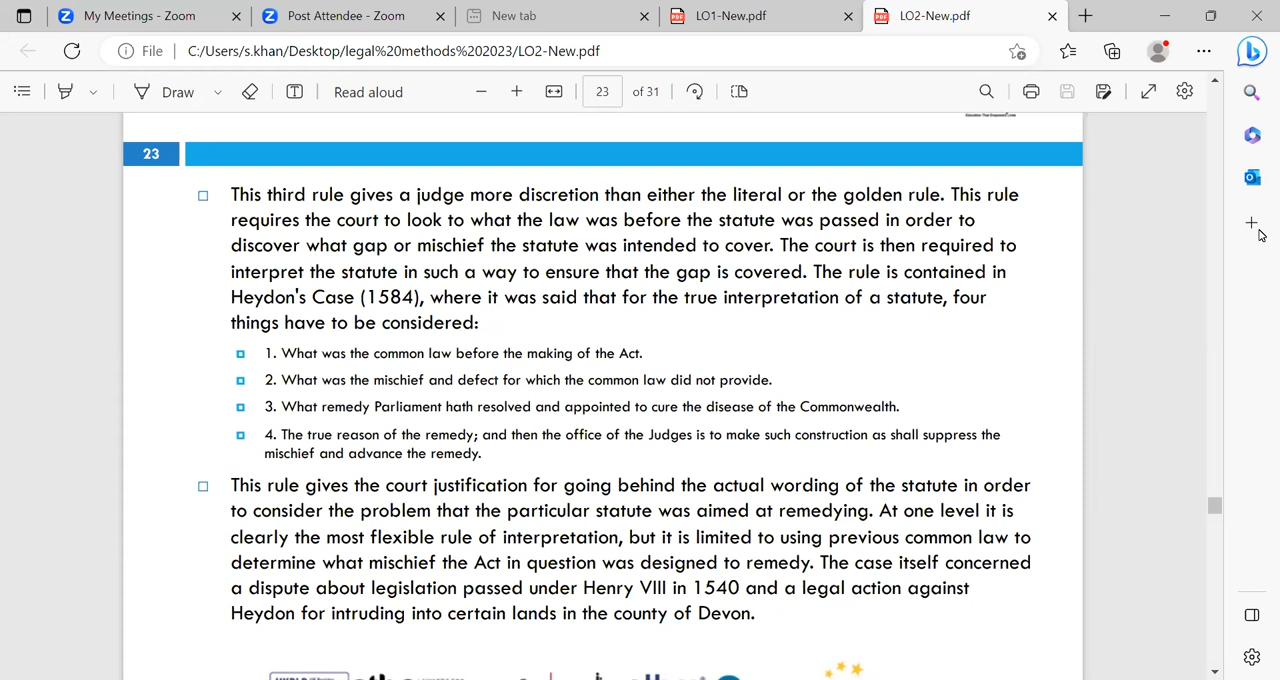 My Meetings - Zoom
Post Attendee - Zoom
New tab
LO1-New.pdf
LO2-New.pdf
File
C:/Users/s.khan/Desktop/legal%20methods%202023/LO2-New.pdf
Draw
Read aloud
23
of 31
23
This third rule gives a judge more discretion than either the literal or the golden rule. This rule
requires the court to look to what the law was before the statute was passed in order to
discover what gap or mischief the statute was intended to cover. The court is then required to
interpret the statute in such a way to ensure that the gap is covered. The rule is contained in
Heydon's Case (1584), where it was said that for the true interpretation of a statute, four
things have to be considered:
1. What was the common law before the making of the Act.
2. What was the mischief and defect for which the common law did not provide.
3. What remedy Parliament hath resolved and appointed to cure the disease of the Commonwealth.
4. The true reason of the remedy; and then the office of the Judges is to make such construction as shall suppress the
mischief and advance the remedy.
This rule gives the court justification for going behind the actual wording of the statute in order
to consider the problem that the particular statute was aimed at remedying. At one level it is
clearly the most flexible rule of interpretation, but it is limited to using previous common law to
determine what mischief the Act in question was designed to remedy. The case itself concerned
a dispute about legislation passed under Henry VIII in 1540 and a legal action against
Heydon for intruding into certain lands in the county of Devon.